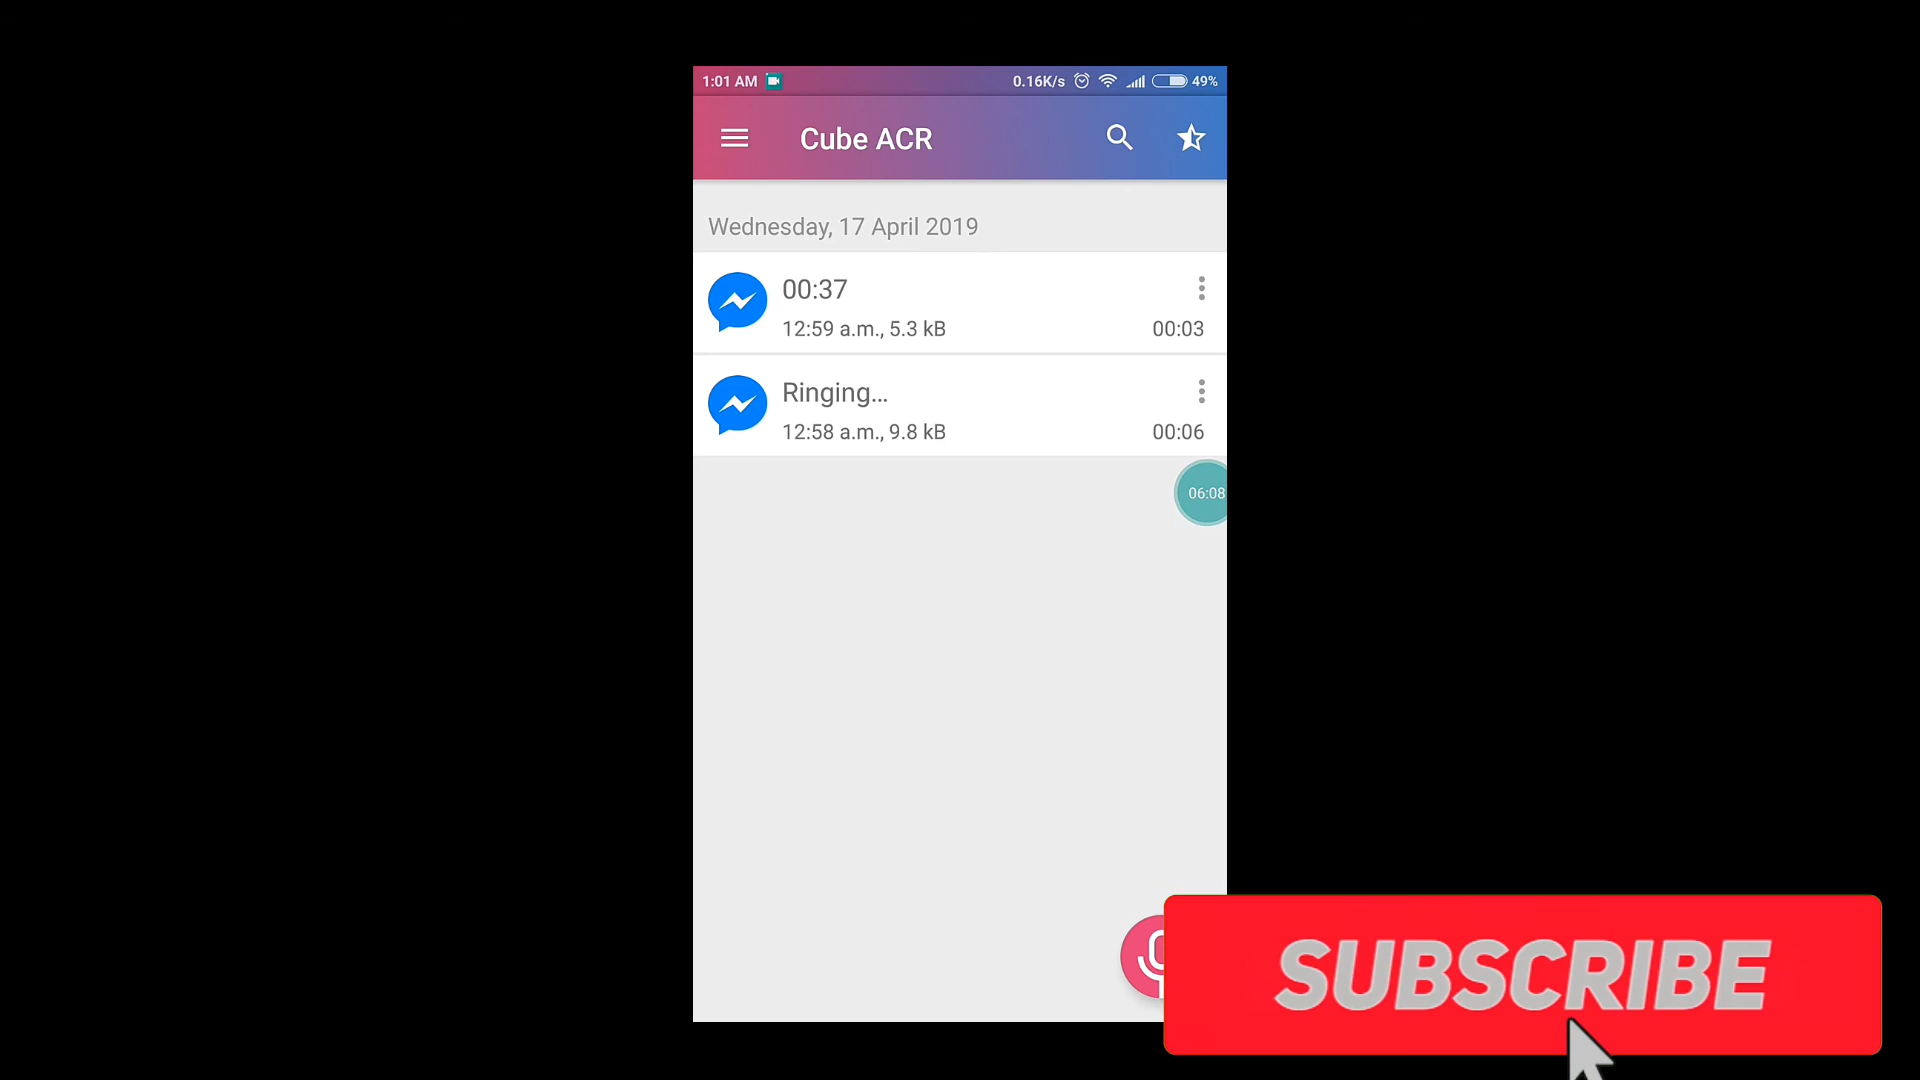 1:01 AM 0.16K/s 49%
Cube ACR
Wednesday, 17 April 2019
00:37
12:59 a.m., 5.3 kB 00:03
Ringing...
12:58 a.m., 9.8 kB 00:06
06:08
SUBSCRIBE